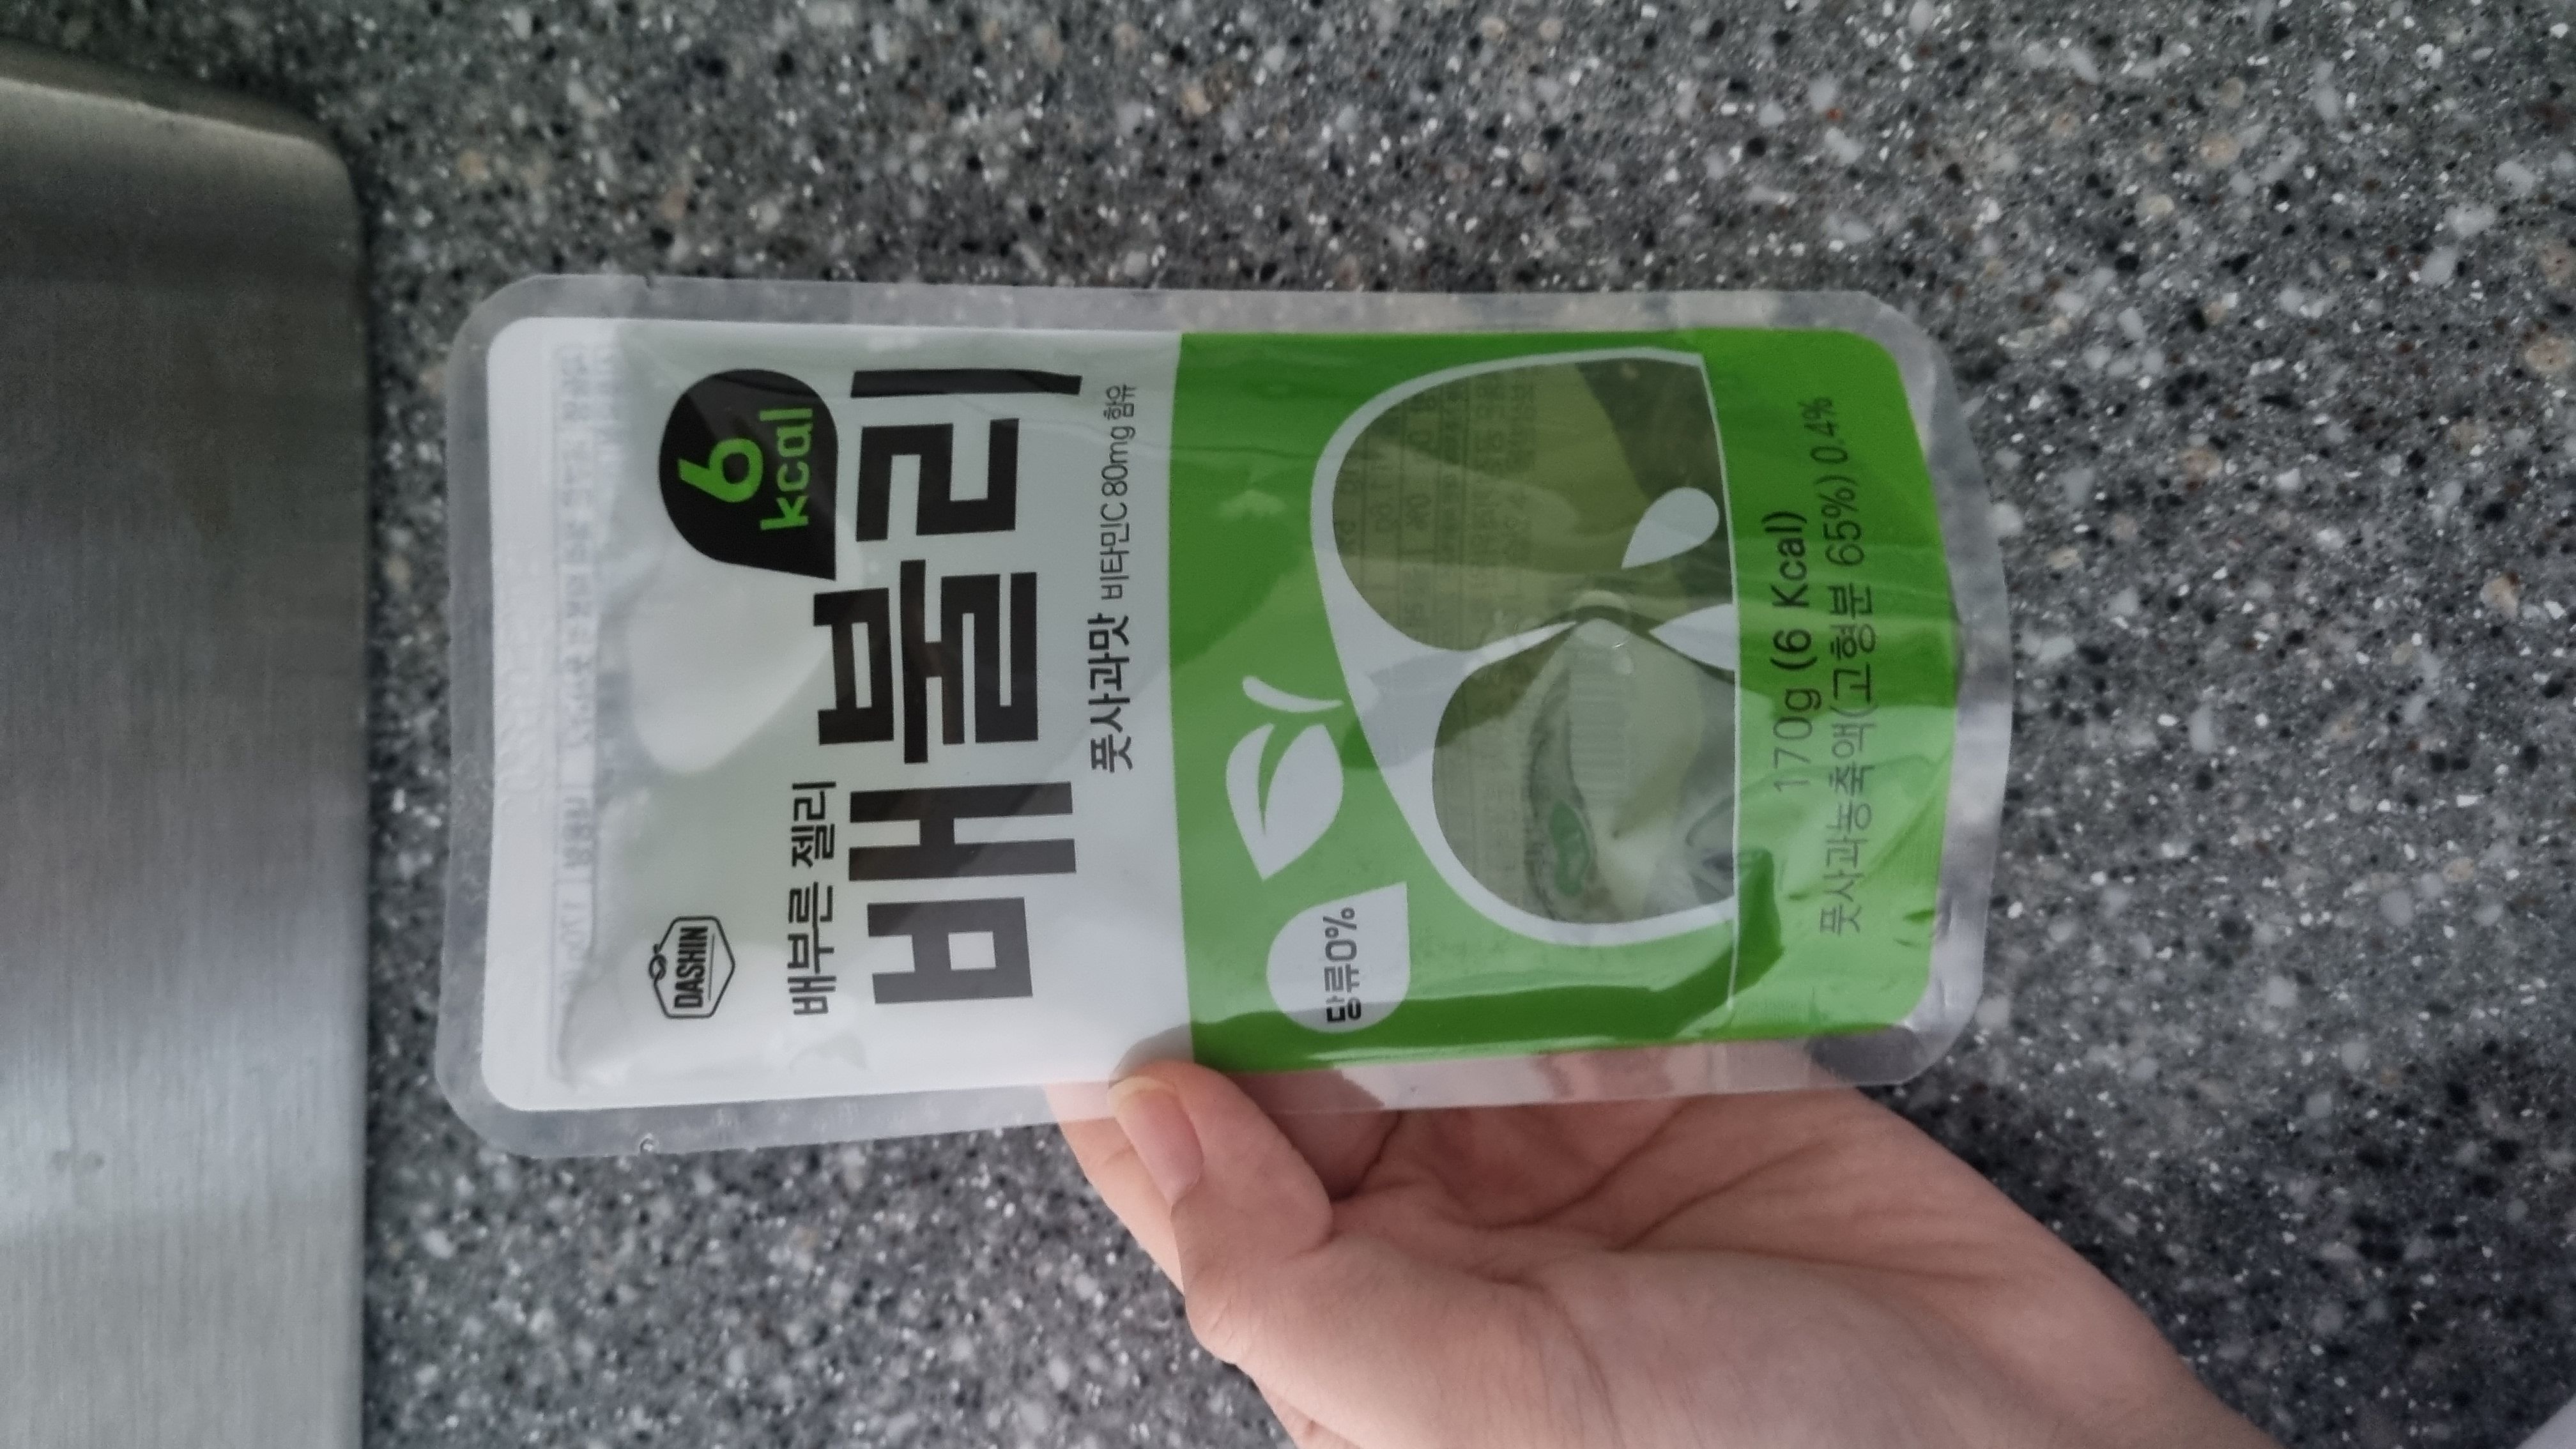 DASHIN
6
kcal
배부른 젤리
배불리
풋사과맛 비타민C 80mg 함유
당류0%
170g (6 Kcal)
풋사과농축액(고형분 65%) 0.4%